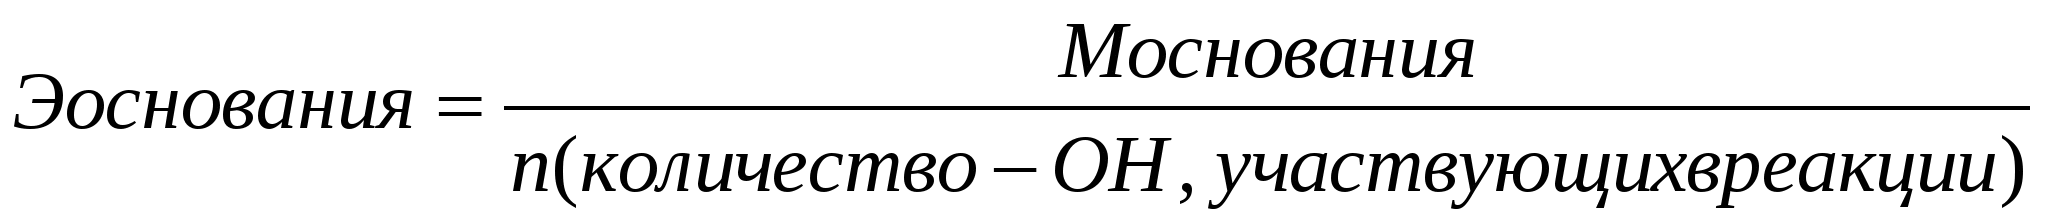 Моснования
Эоснования =
n(количество − OH, участвующихвреакции)